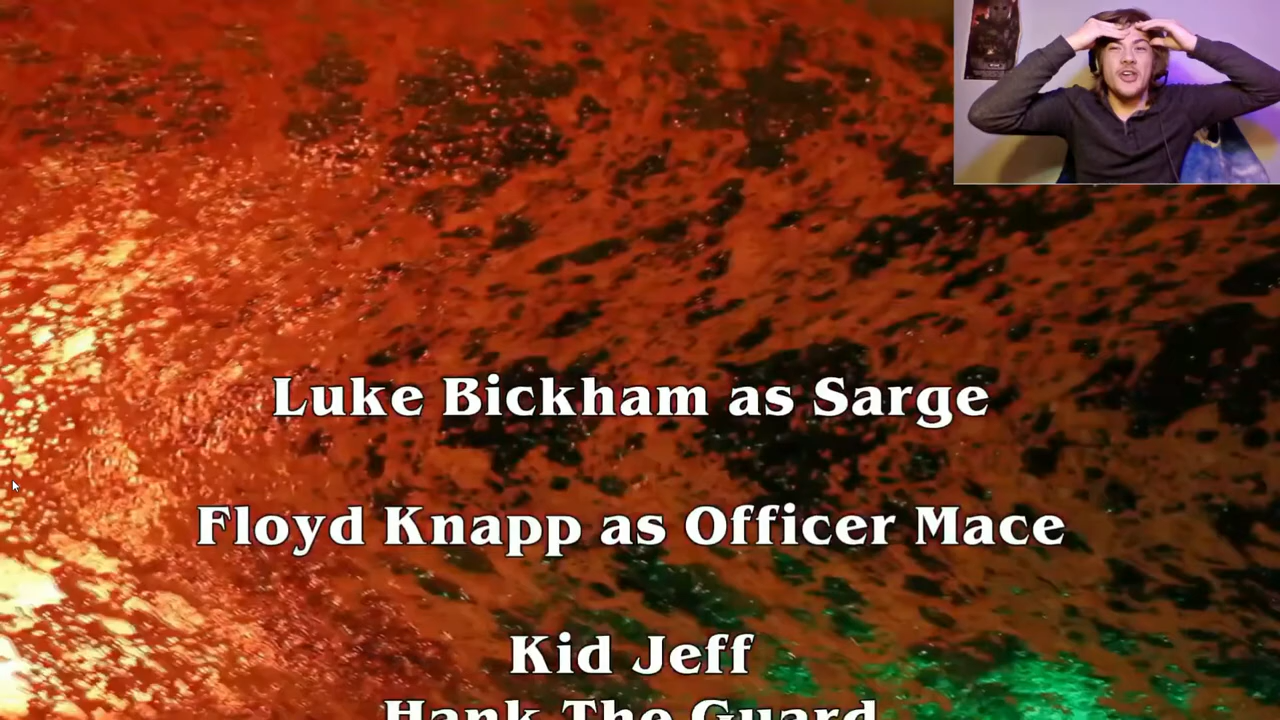 Luke Bickham as Sarge
Floyd Knapp as Officer Mace
Kid Jeff
Hank The Guard